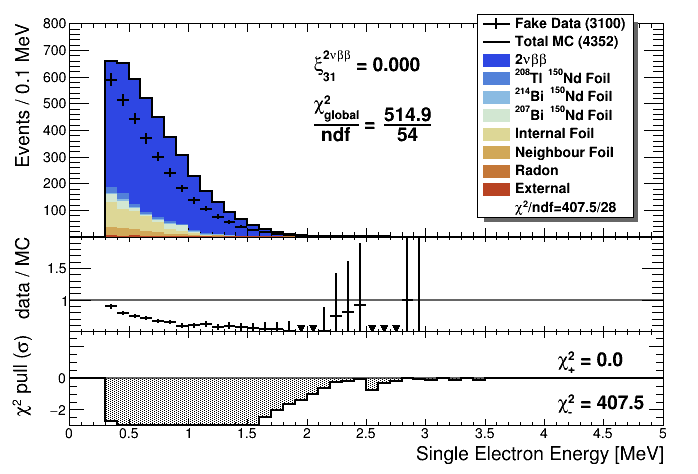 Events / 0.1 MeV
800
700
600
500
400
300
200
100
ξ³¹ 2νββ = 0.000
χ²global / ndf = 514.9 / 54
Fake Data (3100)
Total MC (4352)
2νββ
²⁰⁸Tl ¹⁵⁰Nd Foil
²¹⁴Bi ¹⁵⁰Nd Foil
²⁰⁷Bi ¹⁵⁰Nd Foil
Internal Foil
Neighbour Foil
Radon
External
χ²/ndf=407.5/28
data / MC
1.5
1
χ² pull (σ)
0
−2
χ²₊ = 0.0
χ²₋ = 407.5
0 0.5 1 1.5 2 2.5 3 3.5 4 4.5 5
Single Electron Energy [MeV]